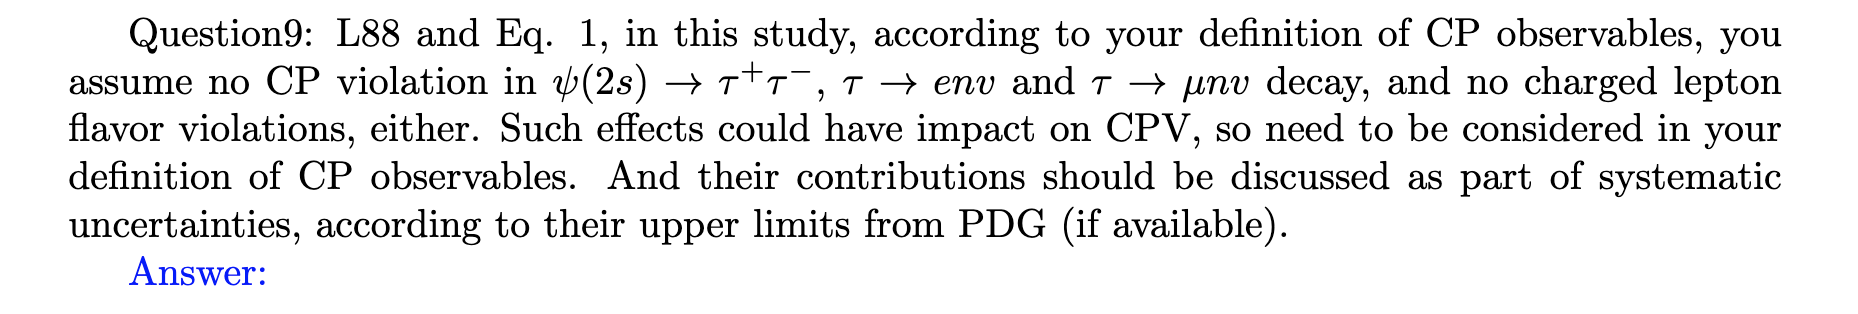 Question9: L88 and Eq. 1, in this study, according to your definition of CP observables, you
assume no CP violation in ψ(2s) → τ⁺τ⁻, τ → enν and τ → μnν decay, and no charged lepton
flavor violations, either. Such effects could have impact on CPV, so need to be considered in your
definition of CP observables. And their contributions should be discussed as part of systematic
uncertainties, according to their upper limits from PDG (if available).
Answer: